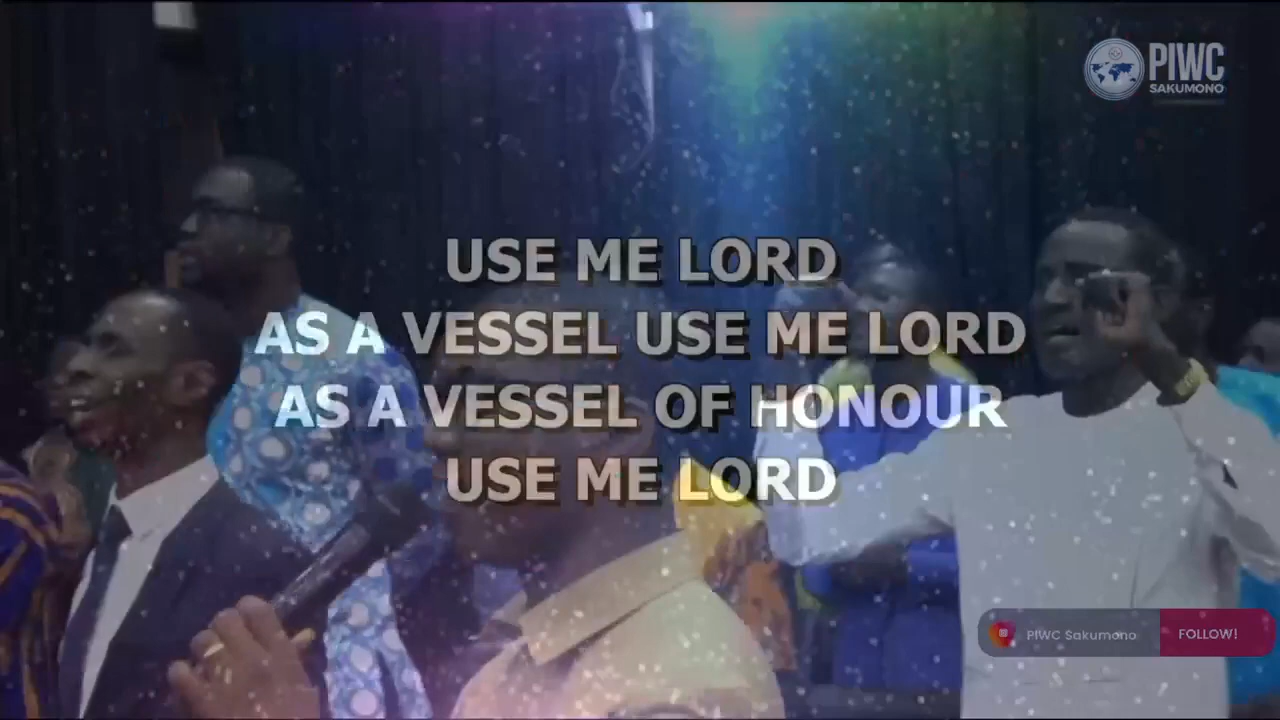 PIWC
SAKUMONO
USE ME LORD
AS A VESSEL USE ME LORD
AS A VESSEL OF HONOUR
USE ME LORD
PIWC Sakumono
FOLLOW!